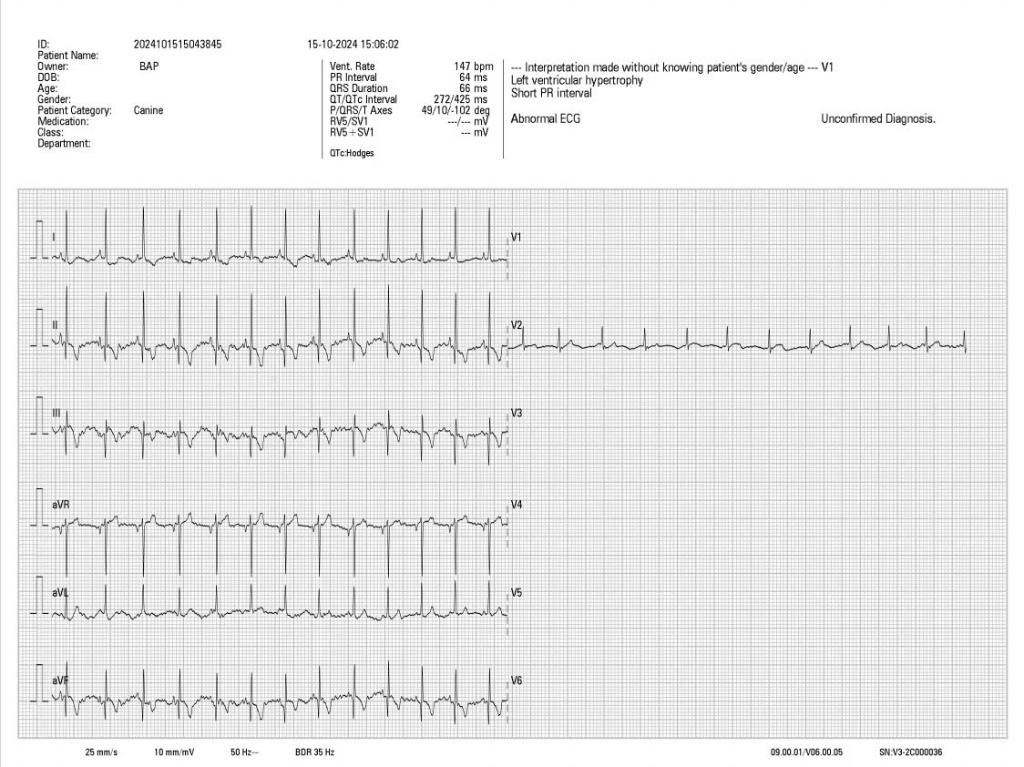 ID: 2024101515043845 15-10-2024 15:06:02
Patient Name:
Owner: BAP
DOB:
Age:
Gender:
Patient Category: Canine
Medication:
Class:
Department:
Vent. Rate 147 bpm
PR Interval 64 ms
QRS Duration 66 ms
QT/QTc Interval 272/425 ms
P/QRS/T Axes 49/10/-102 deg
RV5/SV1 ---/--- mV
RV5+SV1 --- mV
QTc:Hodges
--- Interpretation made without knowing patient's gender/age --- V1
Left ventricular hypertrophy
Short PR interval
Abnormal ECG Unconfirmed Diagnosis.
I V1
II V2
III V3
aVR V4
aVL V5
aVF V6
25 mm/s 10 mm/mV 50 Hz~ BDR 35 Hz 09.00.01/V06.00.05 SN:V3-2C000036